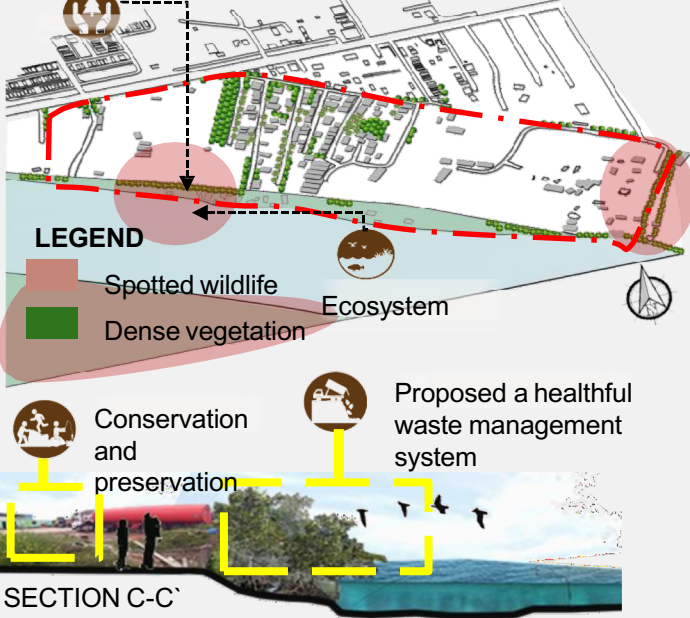 LEGEND
Spotted wildlife
Dense vegetation
Ecosystem
Conservation
and
preservation
Proposed a healthful
waste management
system
SECTION C-C`